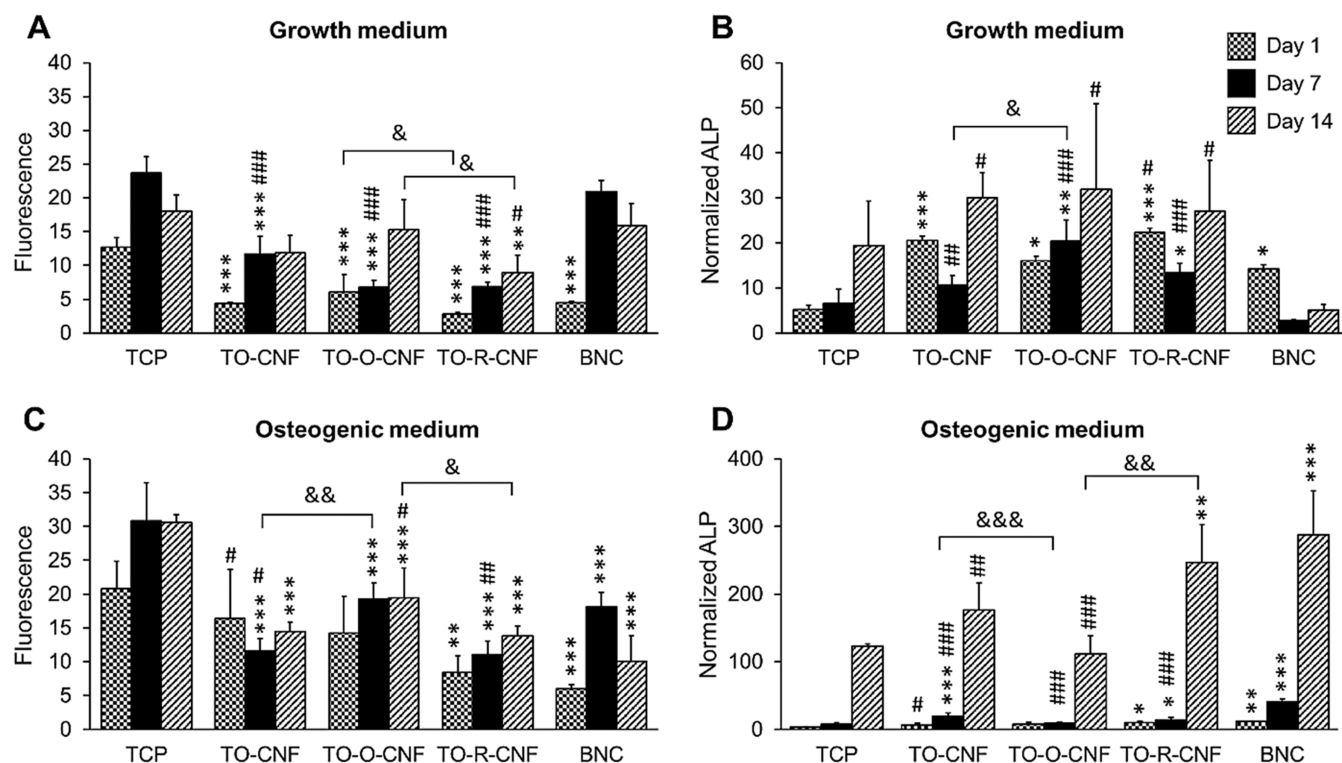 A
Growth medium
Fluorescence
40
35
30
25
20
15
10
5
0
&
&
***
*** ###
***
*** ###
***
*** ###
*** #
***
TCP
TO-CNF
TO-O-CNF
TO-R-CNF
BNC
B
Growth medium
Day 1
Day 7
Day 14
Normalized ALP
60
50
40
30
20
10
0
&
***
##
#
*
** ###
#
*** #
* ###
#
*
TCP
TO-CNF
TO-O-CNF
TO-R-CNF
BNC
C
Osteogenic medium
Fluorescence
40
35
30
25
20
15
10
5
0
&&
&
#
*** #
***
***
*** #
**
*** ##
***
***
***
***
TCP
TO-CNF
TO-O-CNF
TO-R-CNF
BNC
D
Osteogenic medium
Normalized ALP
400
300
200
100
0
&&&
&&
#
*** ###
##
###
###
*
* ###
**
**
***
***
TCP
TO-CNF
TO-O-CNF
TO-R-CNF
BNC